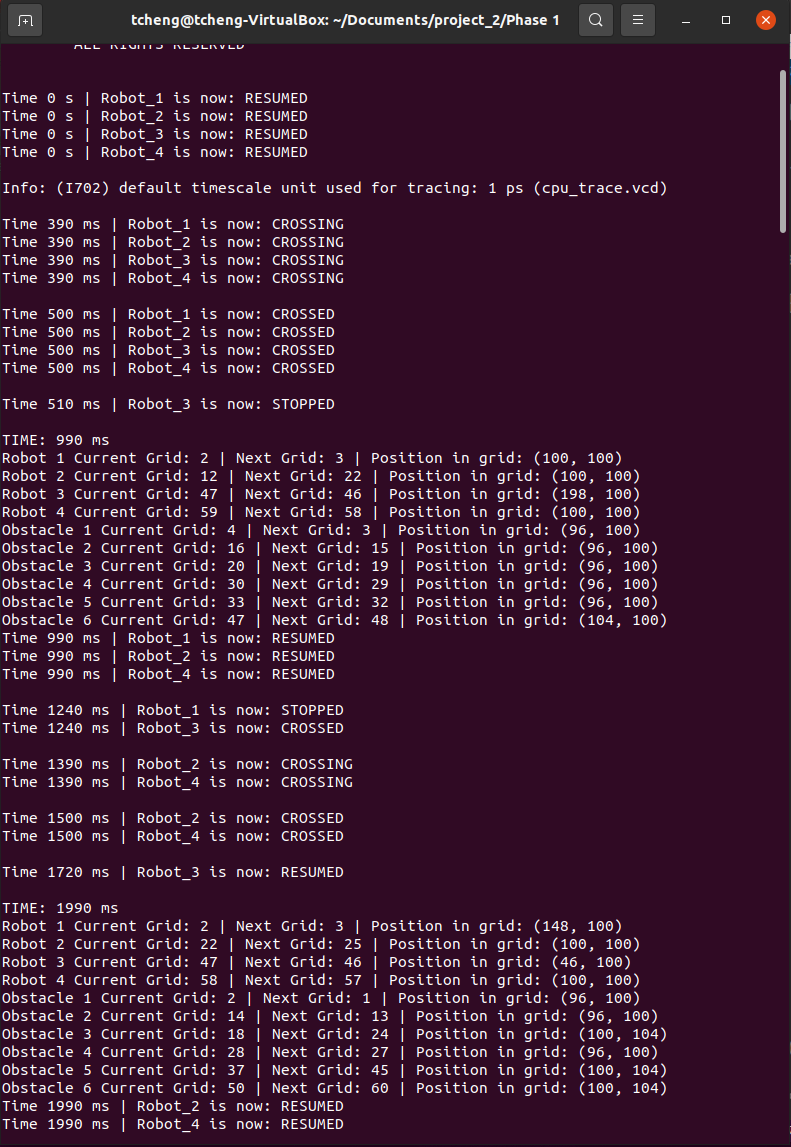 tcheng@tcheng-VirtualBox: ~/Documents/project_2/Phase 1
ALL RIGHTS RESERVED
Time 0 s | Robot_1 is now: RESUMED
Time 0 s | Robot_2 is now: RESUMED
Time 0 s | Robot_3 is now: RESUMED
Time 0 s | Robot_4 is now: RESUMED
Info: (I702) default timescale unit used for tracing: 1 ps (cpu_trace.vcd)
Time 390 ms | Robot_1 is now: CROSSING
Time 390 ms | Robot_2 is now: CROSSING
Time 390 ms | Robot_3 is now: CROSSING
Time 390 ms | Robot_4 is now: CROSSING
Time 500 ms | Robot_1 is now: CROSSED
Time 500 ms | Robot_2 is now: CROSSED
Time 500 ms | Robot_3 is now: CROSSED
Time 500 ms | Robot_4 is now: CROSSED
Time 510 ms | Robot_3 is now: STOPPED
TIME: 990 ms
Robot 1 Current Grid: 2 | Next Grid: 3 | Position in grid: (100, 100)
Robot 2 Current Grid: 12 | Next Grid: 22 | Position in grid: (100, 100)
Robot 3 Current Grid: 47 | Next Grid: 46 | Position in grid: (198, 100)
Robot 4 Current Grid: 59 | Next Grid: 58 | Position in grid: (100, 100)
Obstacle 1 Current Grid: 4 | Next Grid: 3 | Position in grid: (96, 100)
Obstacle 2 Current Grid: 16 | Next Grid: 15 | Position in grid: (96, 100)
Obstacle 3 Current Grid: 20 | Next Grid: 19 | Position in grid: (96, 100)
Obstacle 4 Current Grid: 30 | Next Grid: 29 | Position in grid: (96, 100)
Obstacle 5 Current Grid: 33 | Next Grid: 32 | Position in grid: (96, 100)
Obstacle 6 Current Grid: 47 | Next Grid: 48 | Position in grid: (104, 100)
Time 990 ms | Robot_1 is now: RESUMED
Time 990 ms | Robot_2 is now: RESUMED
Time 990 ms | Robot_4 is now: RESUMED
Time 1240 ms | Robot_1 is now: STOPPED
Time 1240 ms | Robot_3 is now: CROSSED
Time 1390 ms | Robot_2 is now: CROSSING
Time 1390 ms | Robot_4 is now: CROSSING
Time 1500 ms | Robot_2 is now: CROSSED
Time 1500 ms | Robot_4 is now: CROSSED
Time 1720 ms | Robot_3 is now: RESUMED
TIME: 1990 ms
Robot 1 Current Grid: 2 | Next Grid: 3 | Position in grid: (148, 100)
Robot 2 Current Grid: 22 | Next Grid: 25 | Position in grid: (100, 100)
Robot 3 Current Grid: 47 | Next Grid: 46 | Position in grid: (46, 100)
Robot 4 Current Grid: 58 | Next Grid: 57 | Position in grid: (100, 100)
Obstacle 1 Current Grid: 2 | Next Grid: 1 | Position in grid: (96, 100)
Obstacle 2 Current Grid: 14 | Next Grid: 13 | Position in grid: (96, 100)
Obstacle 3 Current Grid: 18 | Next Grid: 24 | Position in grid: (100, 104)
Obstacle 4 Current Grid: 28 | Next Grid: 27 | Position in grid: (96, 100)
Obstacle 5 Current Grid: 37 | Next Grid: 45 | Position in grid: (100, 104)
Obstacle 6 Current Grid: 50 | Next Grid: 60 | Position in grid: (100, 104)
Time 1990 ms | Robot_2 is now: RESUMED
Time 1990 ms | Robot_4 is now: RESUMED